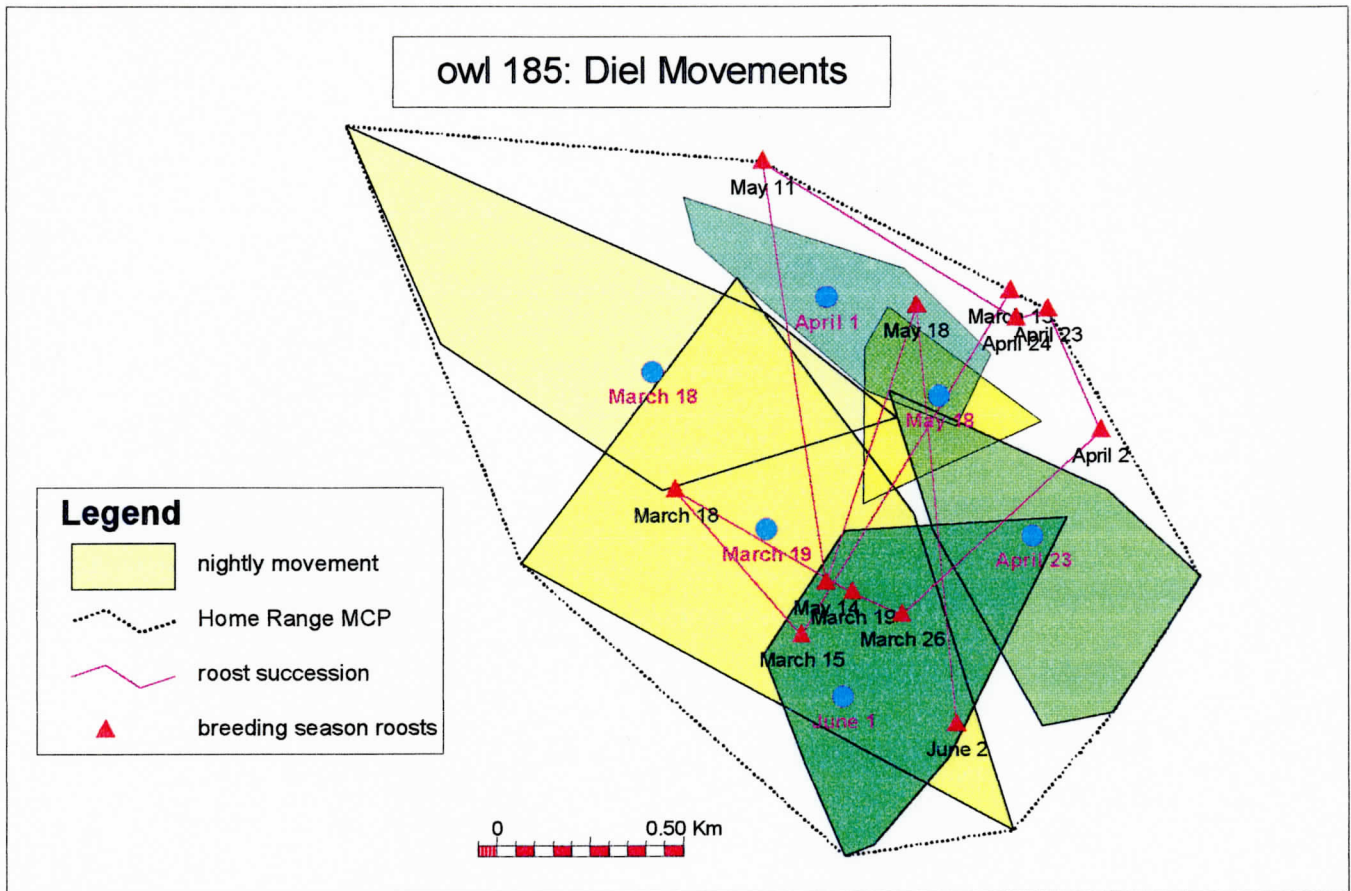 owl 185: Diel Movements
May 11
April 1
May 18
March 13
April 23
April 24
March 18
May 18
April 2
March 18
March 19
April 23
May 14
March 19
March 26
March 15
June 1
June 2
Legend
nightly movement
Home Range MCP
roost succession
breeding season roosts
0 0.50 Km